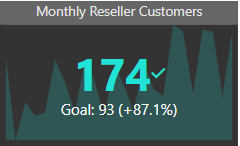 Monthly Reseller Customers
174✓
Goal: 93 (+87.1%)